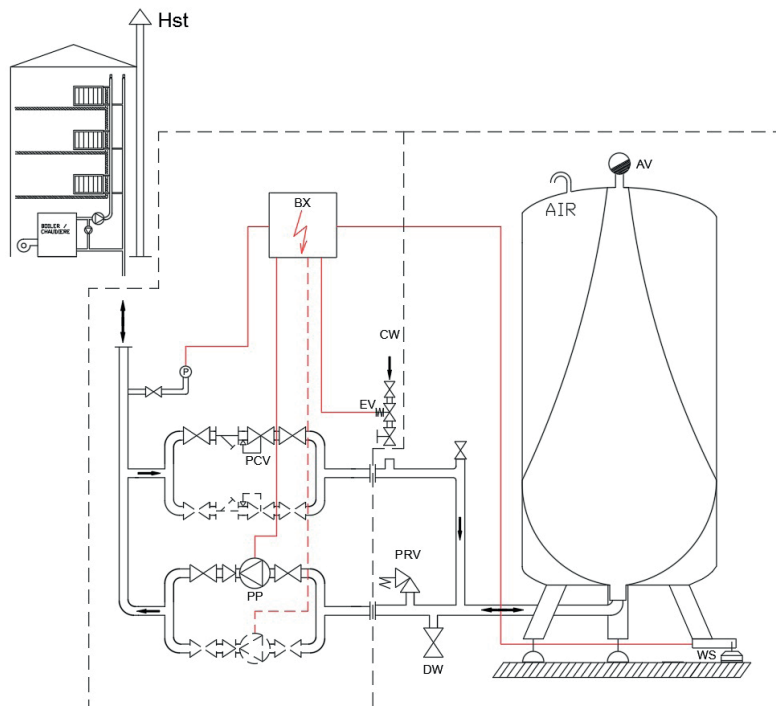 Hst
BOILER /
CHAUDIERE
BX
AV
AIR
P
CW
EV
PCV
PRV
PP
DW
WS